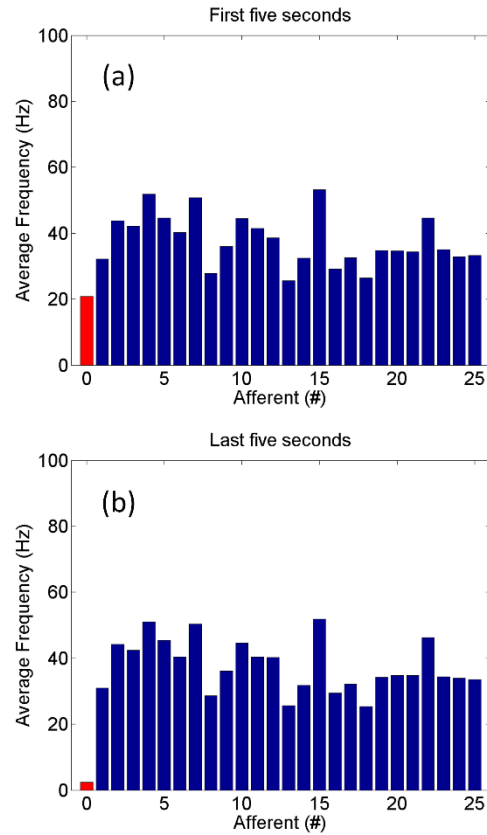 First five seconds
100
(a)
80
60
40
20
0
Average Frequency (Hz)
0 5 10 15 20 25
Afferent (#)
Last five seconds
100
(b)
80
60
40
20
0
Average Frequency (Hz)
0 5 10 15 20 25
Afferent (#)